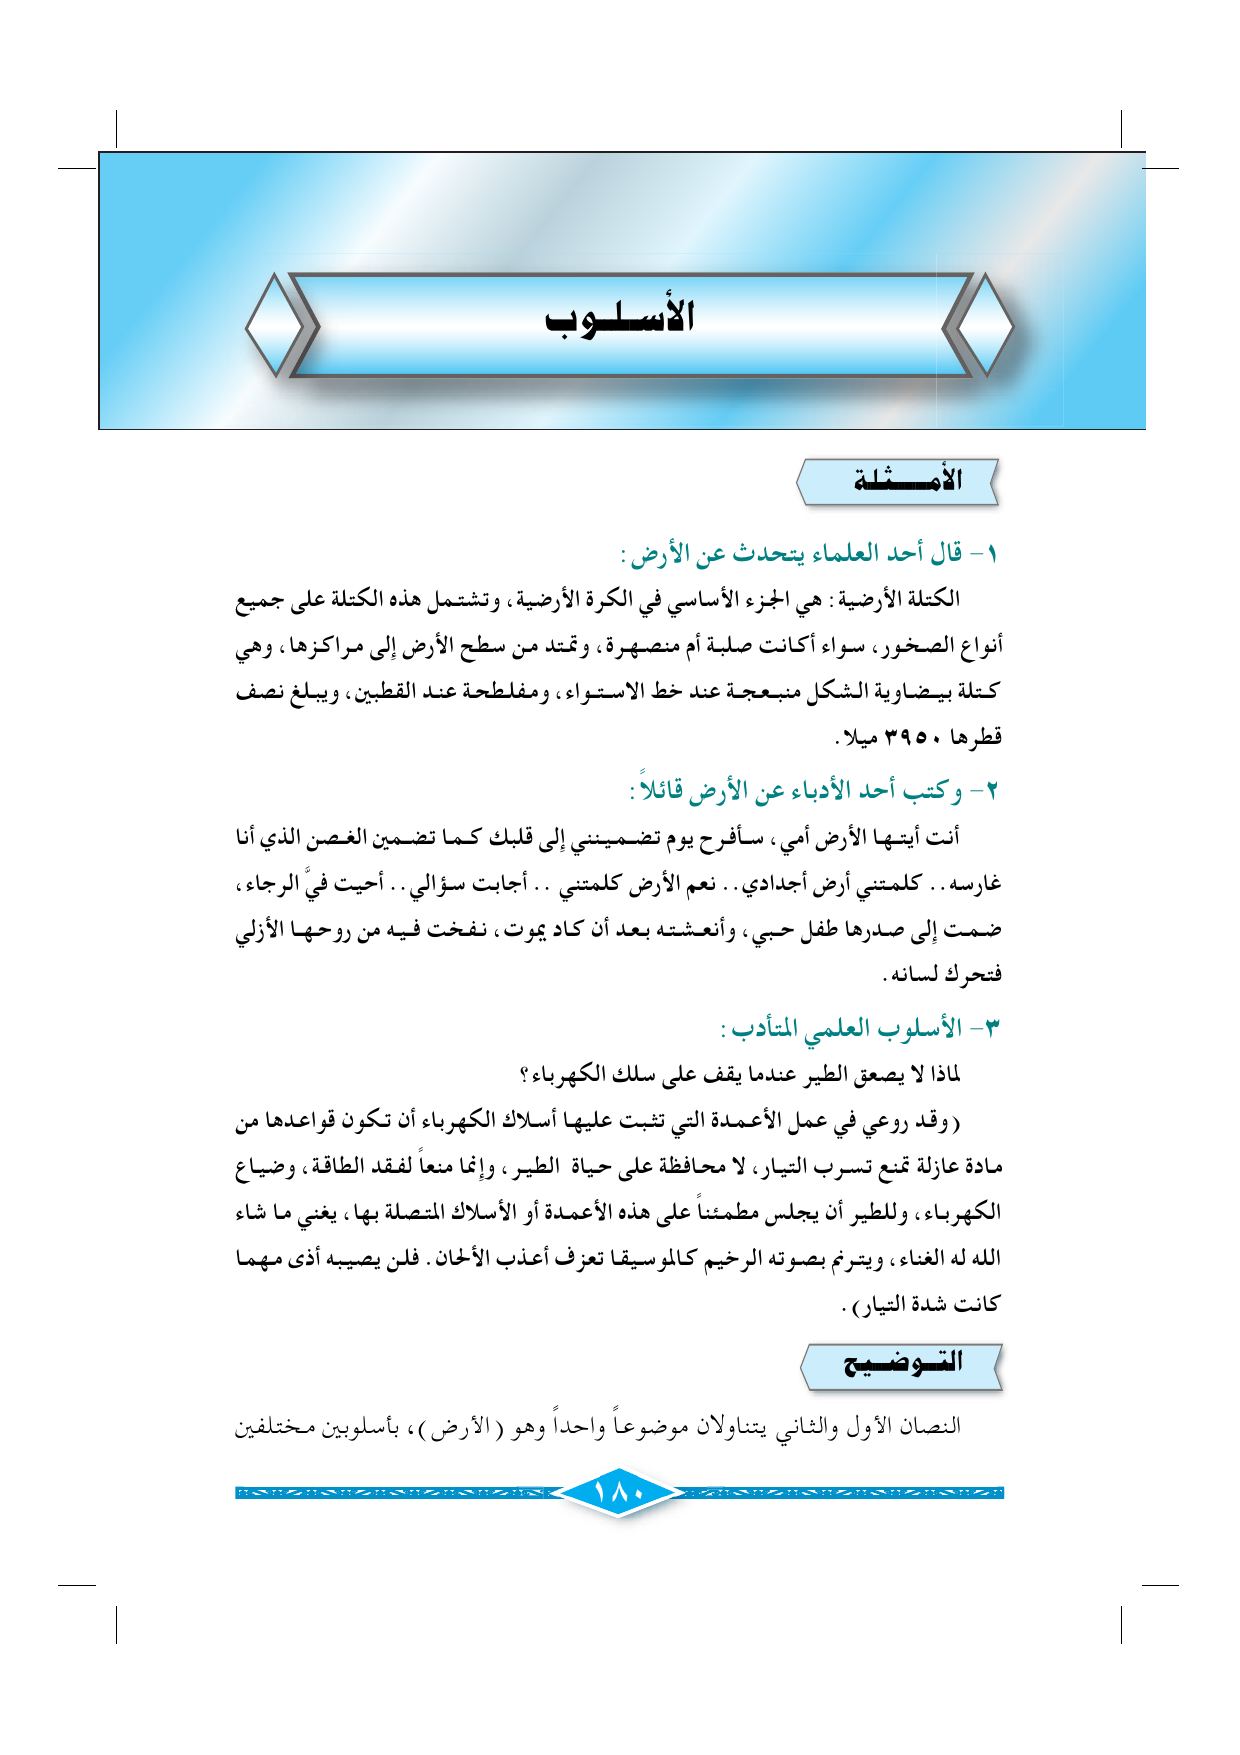 الأسلوب
الأمثلة
١- قال أحد العلماء يتحدث عن الأرض:
الكتلة الأرضية: هي الجزء الأساسي في الكرة الأرضية، وتشتمل هذه الكتلة على جميع
أنواع الصخور، سواء أكانت صلبة أم منصهرة، وتمتد من سطح الأرض إلى مراكزها، وهي
كتلة بيضاوية الشكل منبعجة عند خط الاستواء، ومفلطحة عند القطبين، ويبلغ نصف
قطرها ٣٩٥٠ ميلا.
٢- وكتب أحد الأدباء عن الأرض قائلاً:
أنت أيتها الأرض أمي، سأفرح يوم تضمينني إلى قلبك كما تضمين الغصن الذي أنا
غارسه.. كلمتني أرض أجدادي.. نعم الأرض كلمتني .. أجابت سؤالي.. أحيت فيَّ الرجاء،
ضمت إلى صدرها طفل حبي، وأنعشته بعد أن كاد يموت، نفخت فيه من روحها الأزلي
فتحرك لسانه.
٣- الأسلوب العلمي المتأدب:
لماذا لا يصعق الطير عندما يقف على سلك الكهرباء؟
(وقد روعي في عمل الأعمدة التي تثبت عليها أسلاك الكهرباء أن تكون قواعدها من
مادة عازلة تمنع تسرب التيار، لا محافظة على حياة الطير، وإنما منعاً لفقد الطاقة، وضياع
الكهرباء، وللطير أن يجلس مطمئناً على هذه الأعمدة أو الأسلاك المتصلة بها، يغني ما شاء
الله له الغناء، ويترنم بصوته الرخيم كالموسيقا تعزف أعذب الألحان. فلن يصيبه أذى مهما
كانت شدة التيار).
التوضيح
النصان الأول والثاني يتناولان موضوعاً واحداً وهو (الأرض)، بأسلوبين مختلفين
١٨٠